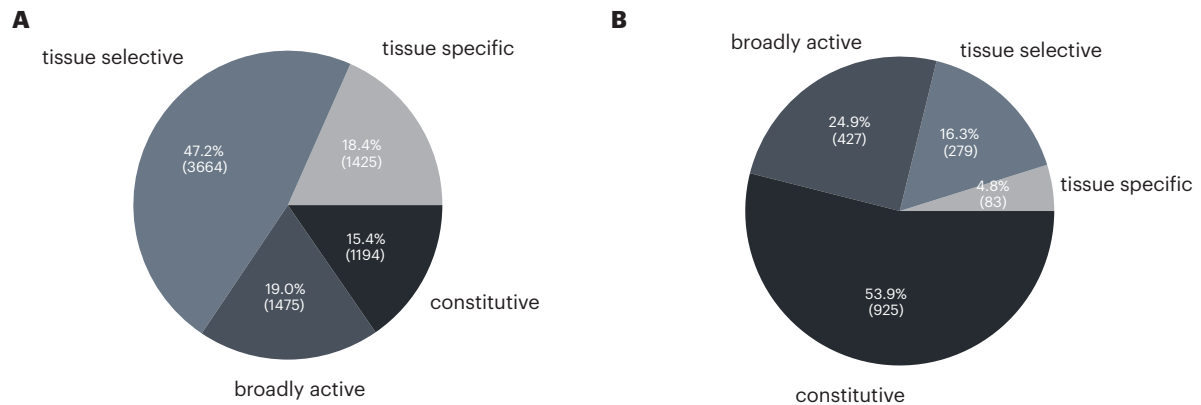 A
tissue selective
tissue specific
47.2%
(3664)
18.4%
(1425)
15.4%
(1194)
19.0%
(1475)
constitutive
broadly active
B
broadly active
tissue selective
24.9%
(427)
16.3%
(279)
4.8%
(83)
tissue specific
53.9%
(925)
constitutive